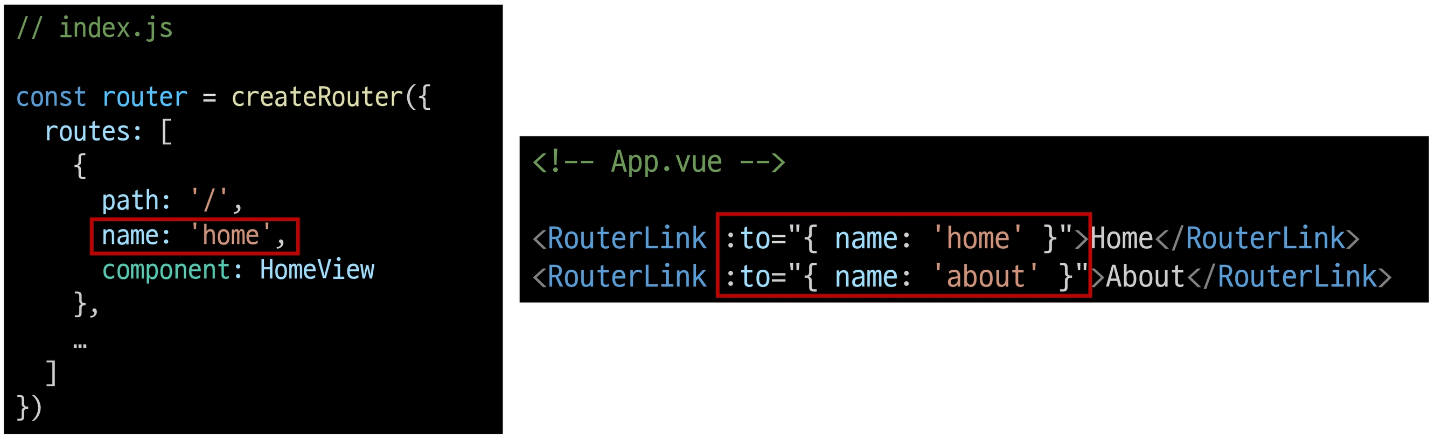 // index.js
const router = createRouter({
routes: [
{
path: '/',
name: 'home',
component: HomeView
},
…
]
})
<!-- App.vue -->
<RouterLink :to="{ name: 'home' }">Home</RouterLink>
<RouterLink :to="{ name: 'about' }">About</RouterLink>